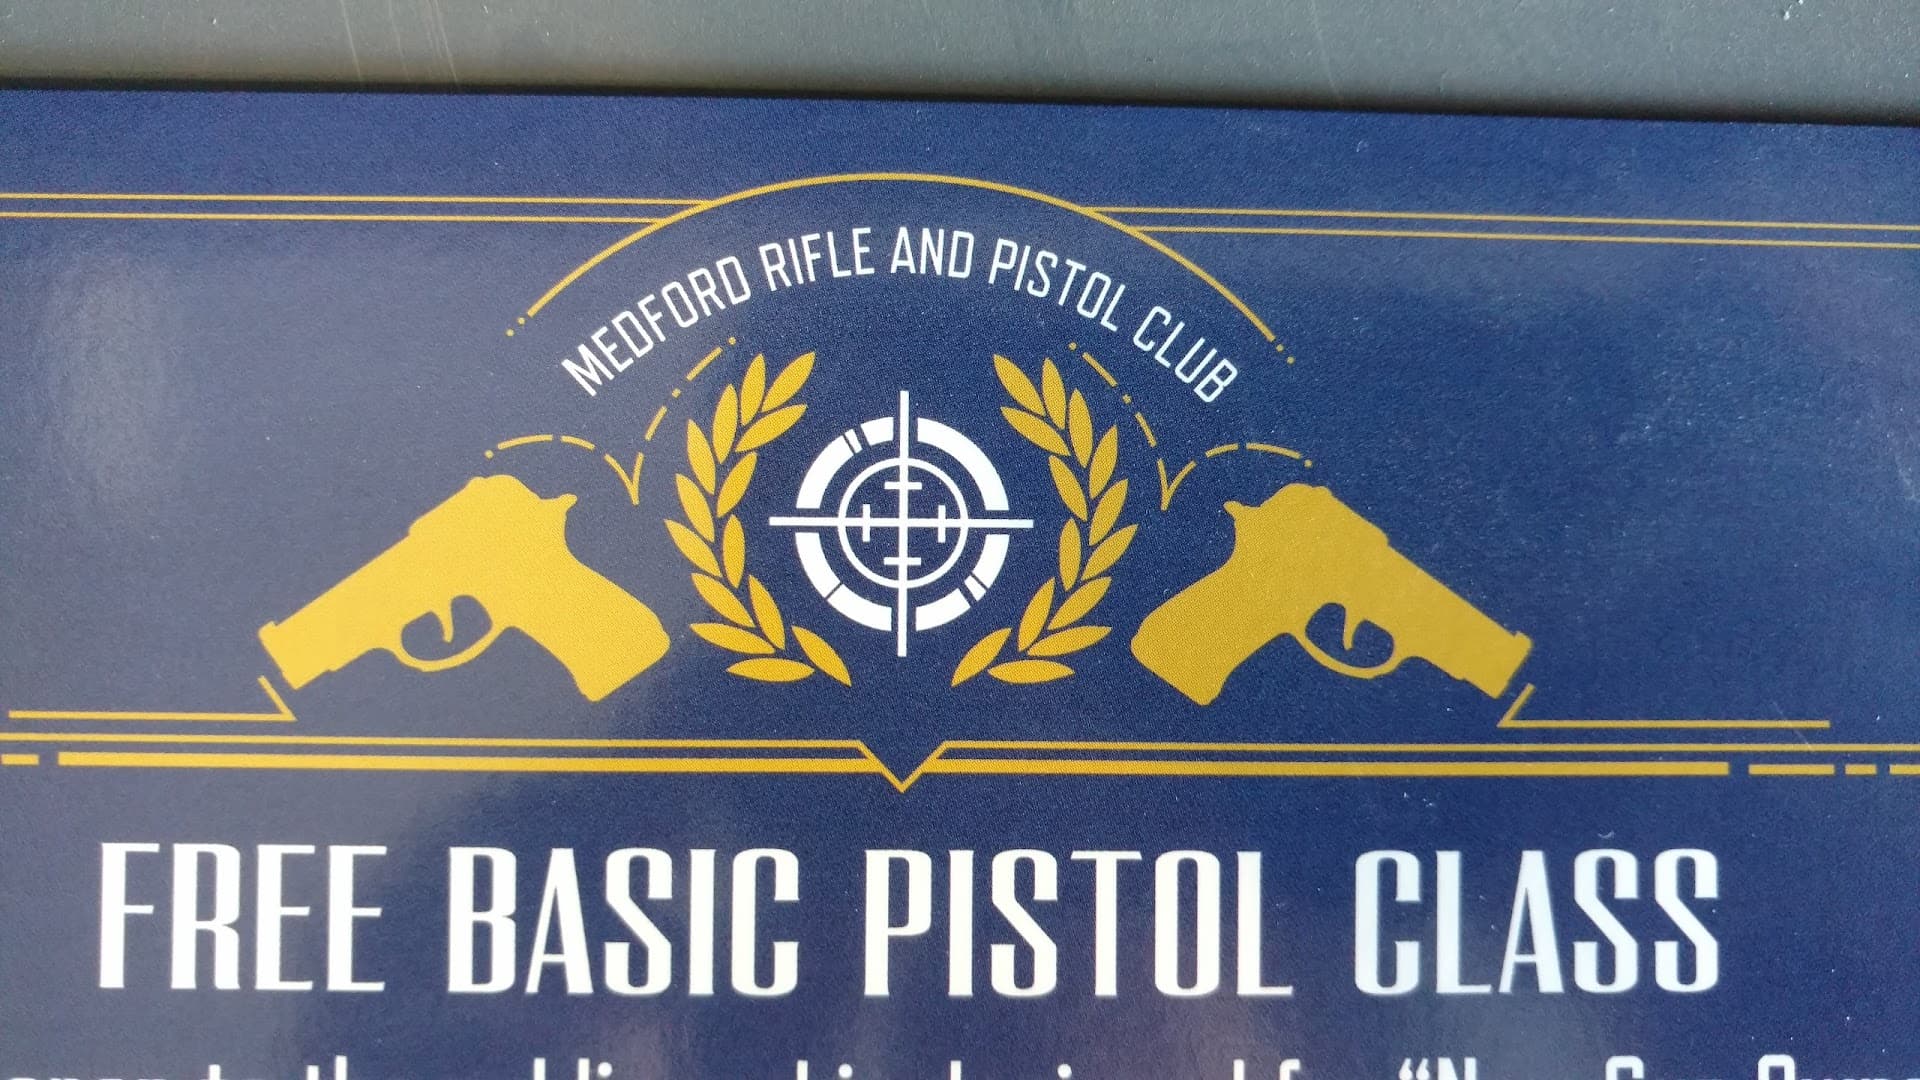 MEDFORD RIFLE AND PISTOL CLUB
FREE BASIC PISTOL CLASS